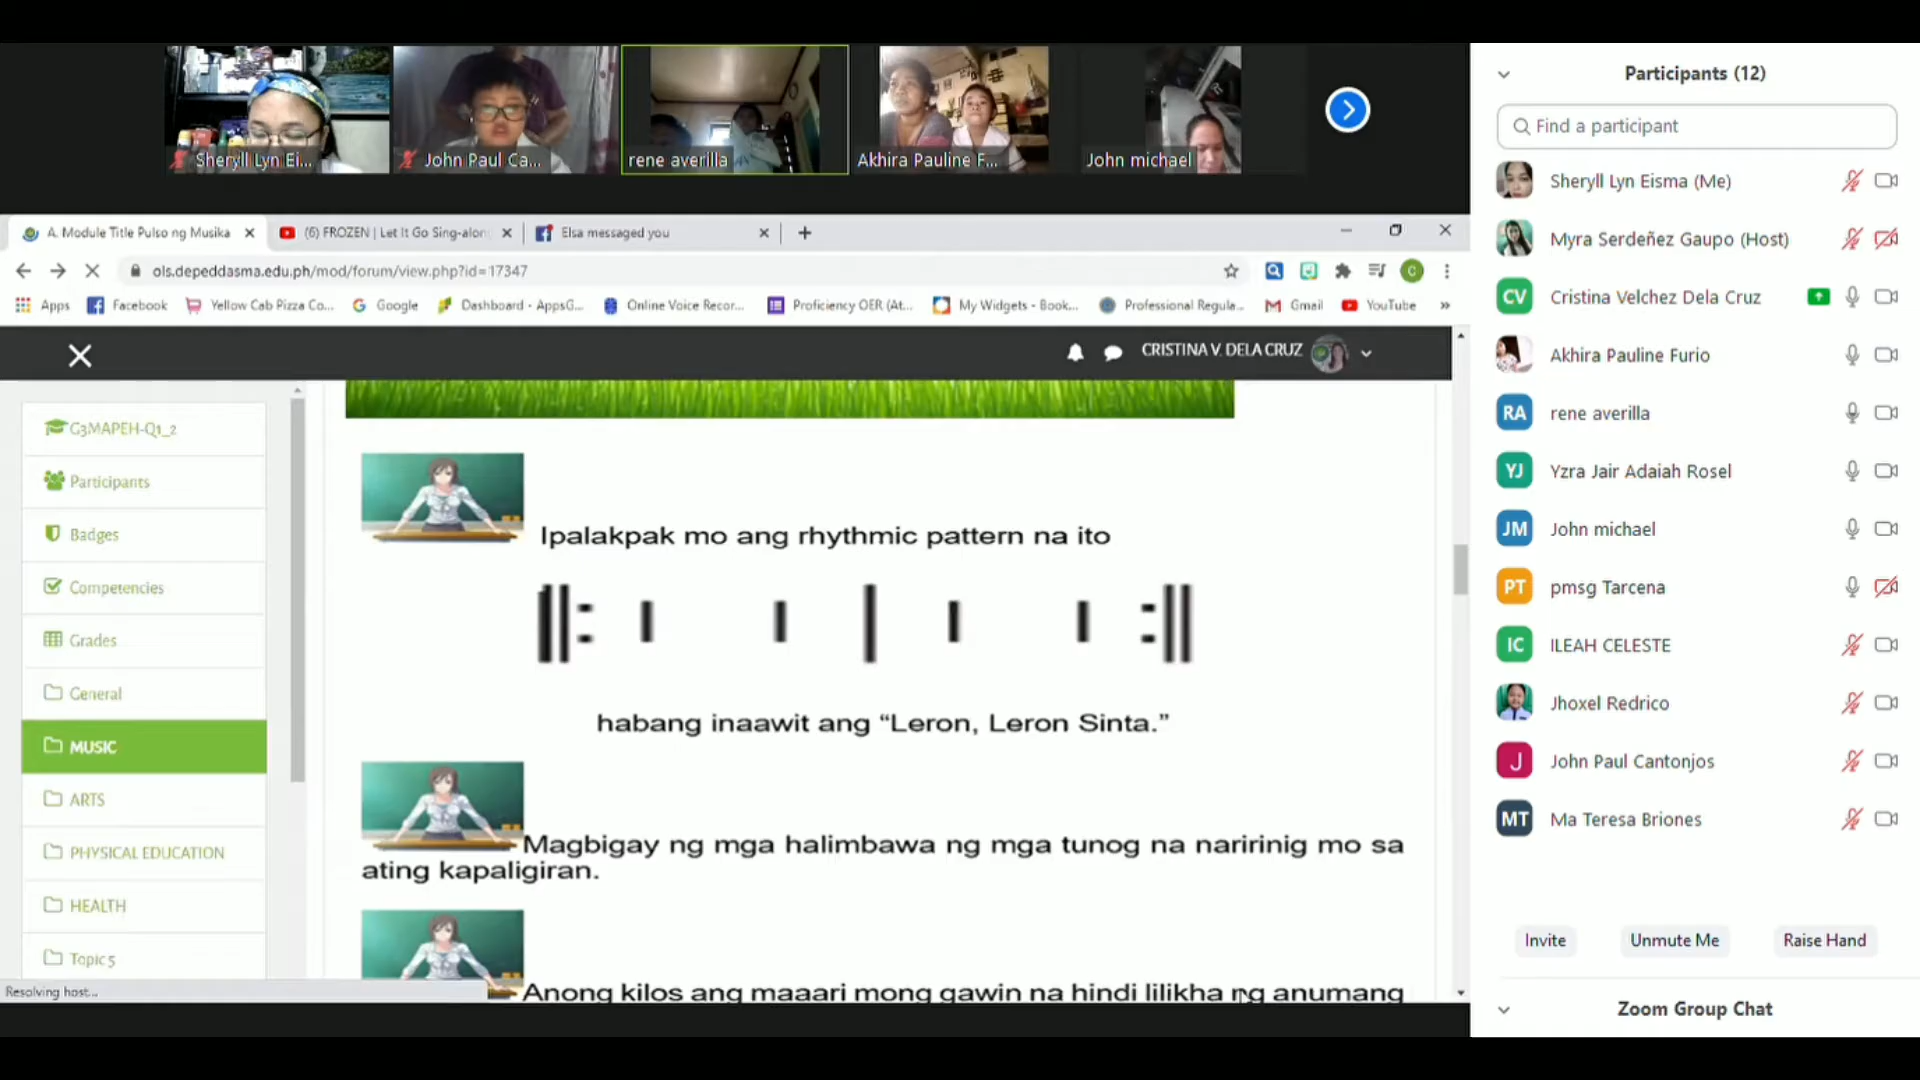 Sheryll Lyn Ei...
John Paul Ca...
rene averilla
Akhira Pauline F...
John michael
A. Module Title Pulso ng Musika
(6) FROZEN | Let It Go Sing-alon
Elsa messaged you
ols.depeddasma.edu.ph/mod/forum/view.php?id=17347
C
Apps
Facebook
Yellow Cab Pizza Co...
Google
Dashboard - AppsG...
Online Voice Recor...
Proficiency OER (At...
My Widgets - Book...
Professional Regula...
Gmail
YouTube
»
CRISTINA V. DELA CRUZ
G3MAPEH-Q1_2
Participants
Badges
Competencies
Grades
General
MUSIC
ARTS
PHYSICAL EDUCATION
HEALTH
Topic 5
Resolving host...
Ipalakpak mo ang rhythmic pattern na ito
habang inaawit ang “Leron, Leron Sinta.”
Magbigay ng mga halimbawa ng mga tunog na naririnig mo sa
ating kapaligiran.
Anong kilos ang maaari mong gawin na hindi lilikha ng anumang
Participants (12)
Find a participant
Sheryll Lyn Eisma (Me)
Myra Serdeñez Gaupo (Host)
CV Cristina Velchez Dela Cruz
Akhira Pauline Furio
RA rene averilla
YJ Yzra Jair Adaiah Rosel
JM John michael
PT pmsg Tarcena
IC ILEAH CELESTE
Jhoxel Redrico
J John Paul Cantonjos
MT Ma Teresa Briones
Invite
Unmute Me
Raise Hand
Zoom Group Chat